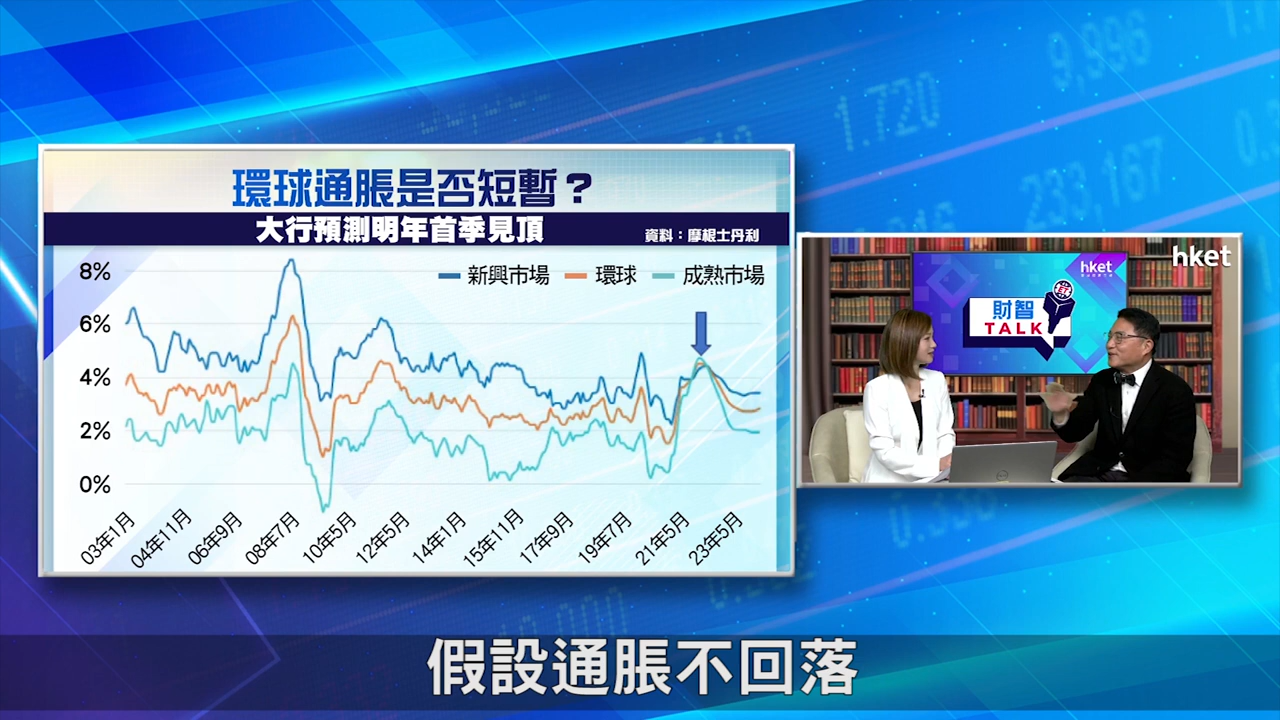 環球通脹是否短暫？
大行預測明年首季見頂
資料：摩根士丹利
8%
6%
4%
2%
0%
新興市場
環球
成熟市場
03年1月
04年11月
06年9月
08年7月
10年5月
12年5月
14年1月
15年11月
17年9月
19年7月
21年5月
23年5月
hket
hket
財智
TALK
9,996
1.720
233,167
假設通脹不回落